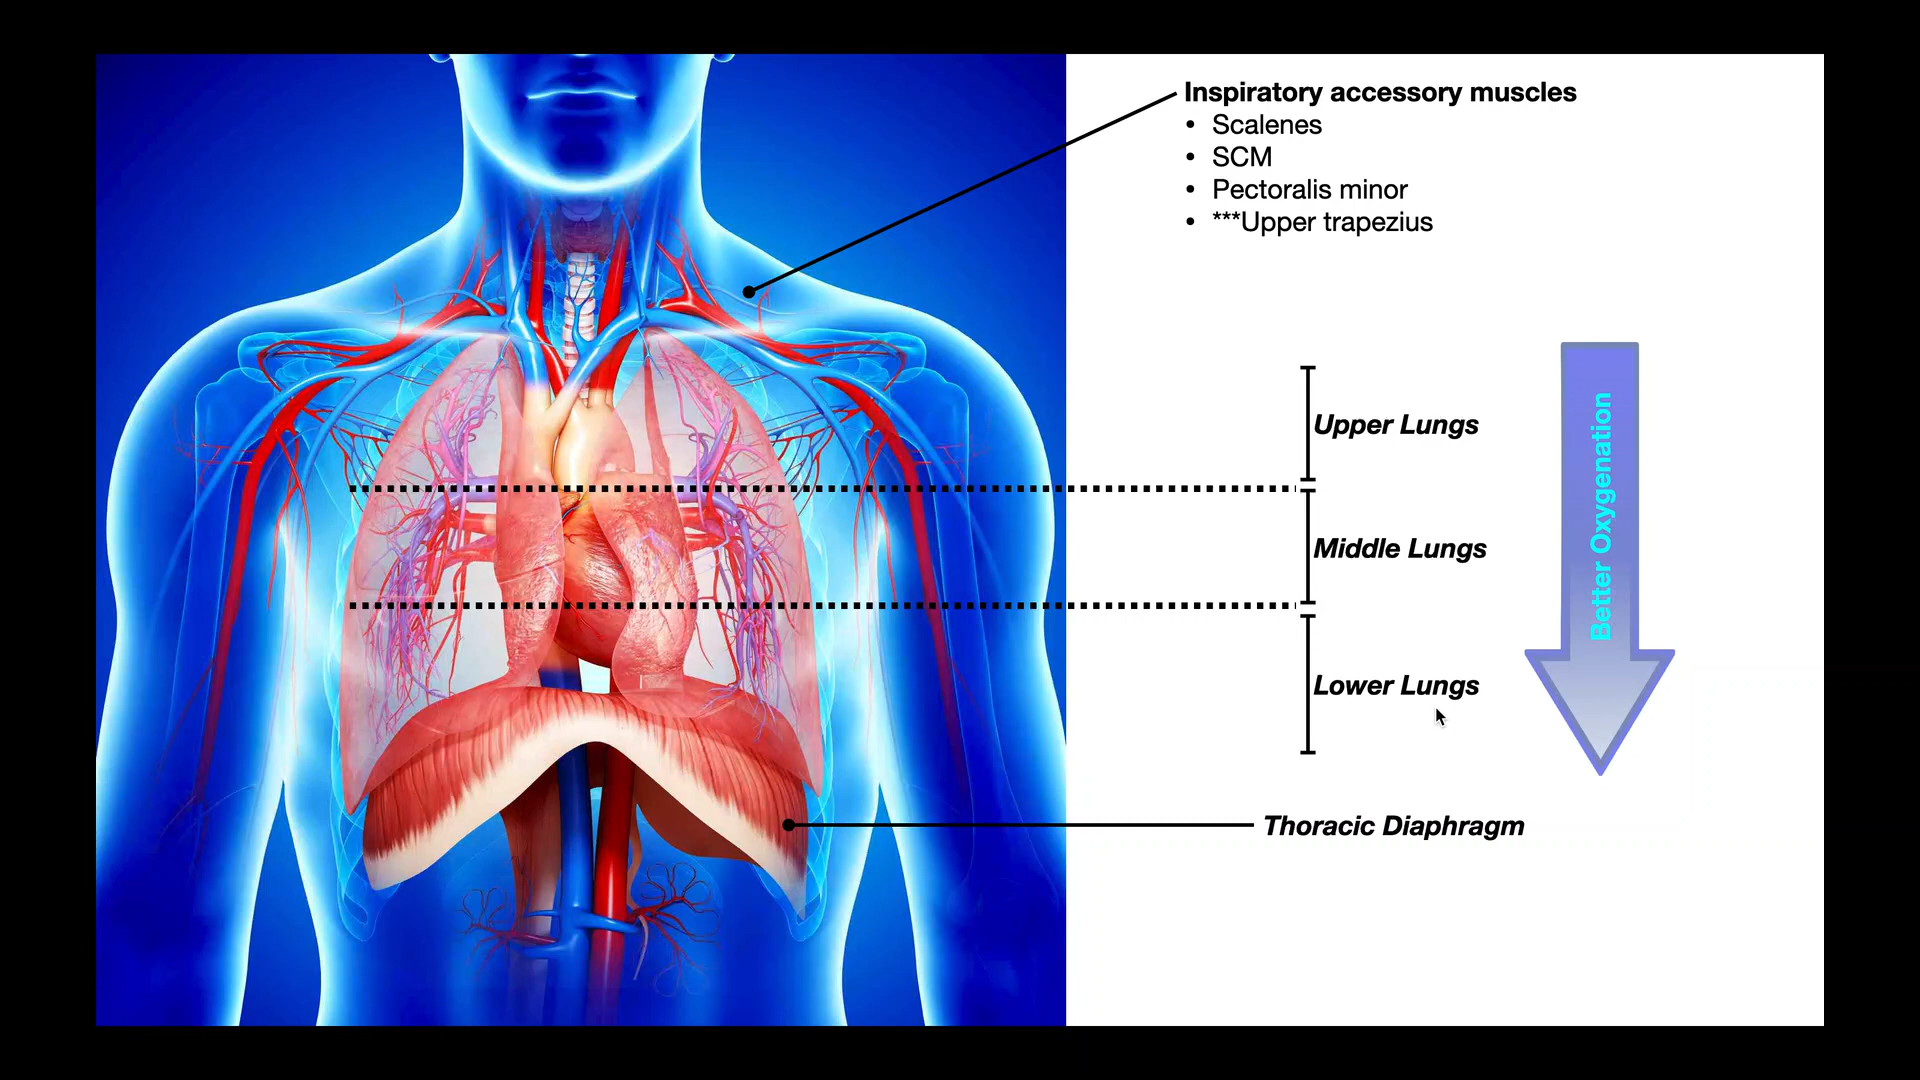 Inspiratory accessory muscles
• Scalenes
• SCM
• Pectoralis minor
• ***Upper trapezius
Upper Lungs
Middle Lungs
Lower Lungs
Better Oxygenation
Thoracic Diaphragm